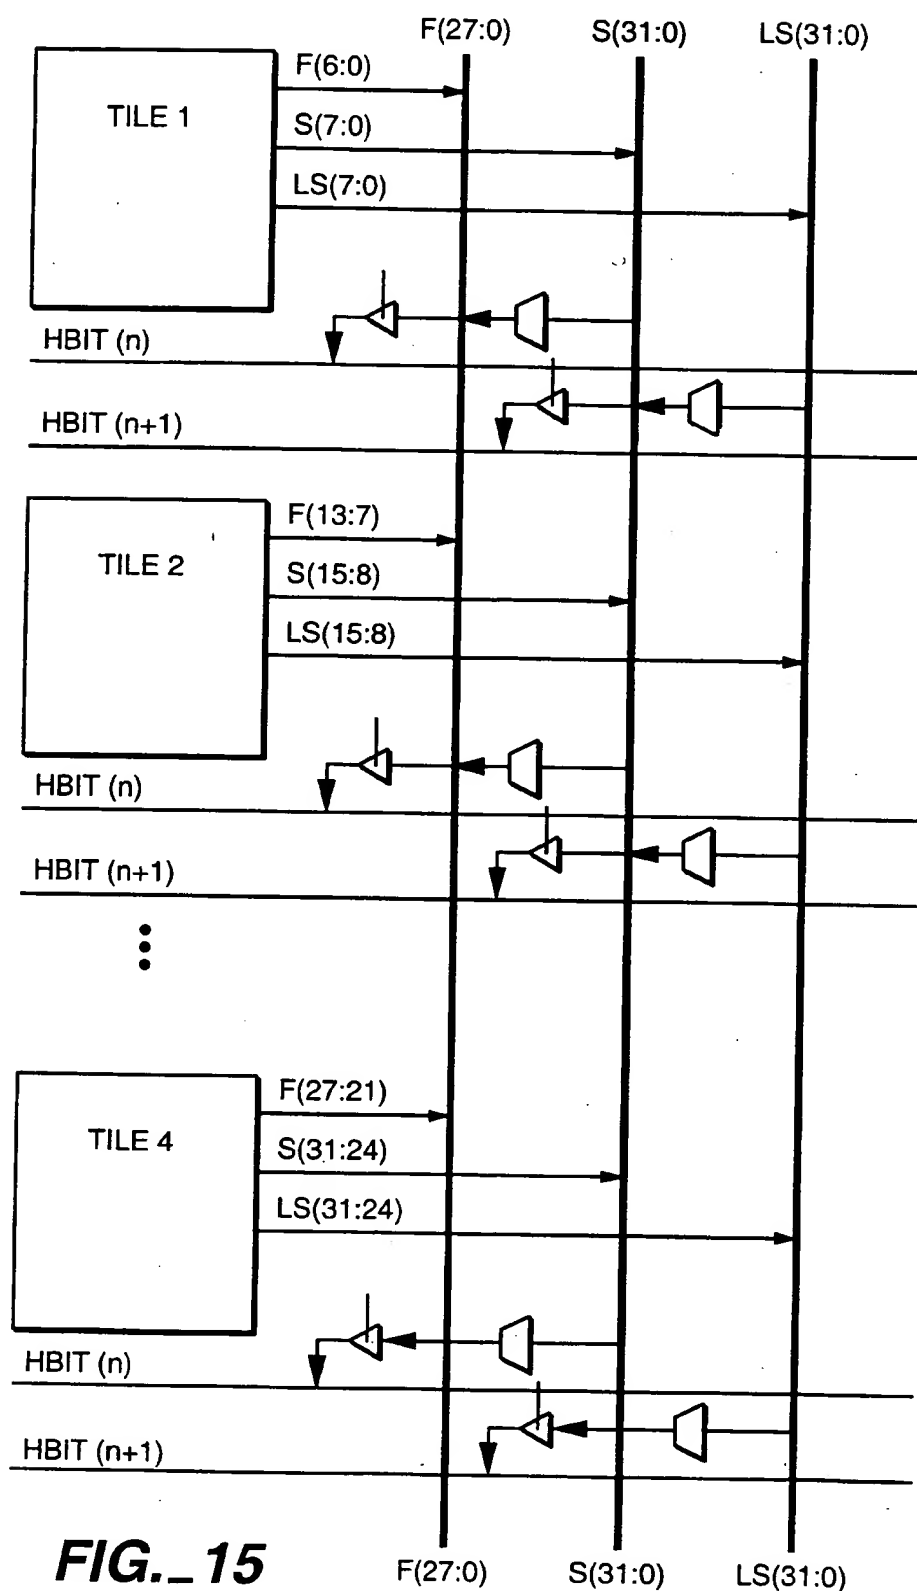 F(27:0) S(31:0) LS(31:0)
TILE 1
F(6:0)
S(7:0)
LS(7:0)
HBIT (n)
HBIT (n+1)
TILE 2
F(13:7)
S(15:8)
LS(15:8)
HBIT (n)
HBIT (n+1)
TILE 4
F(27:21)
S(31:24)
LS(31:24)
HBIT (n)
HBIT (n+1)
FIG._15
F(27:0) S(31:0) LS(31:0)